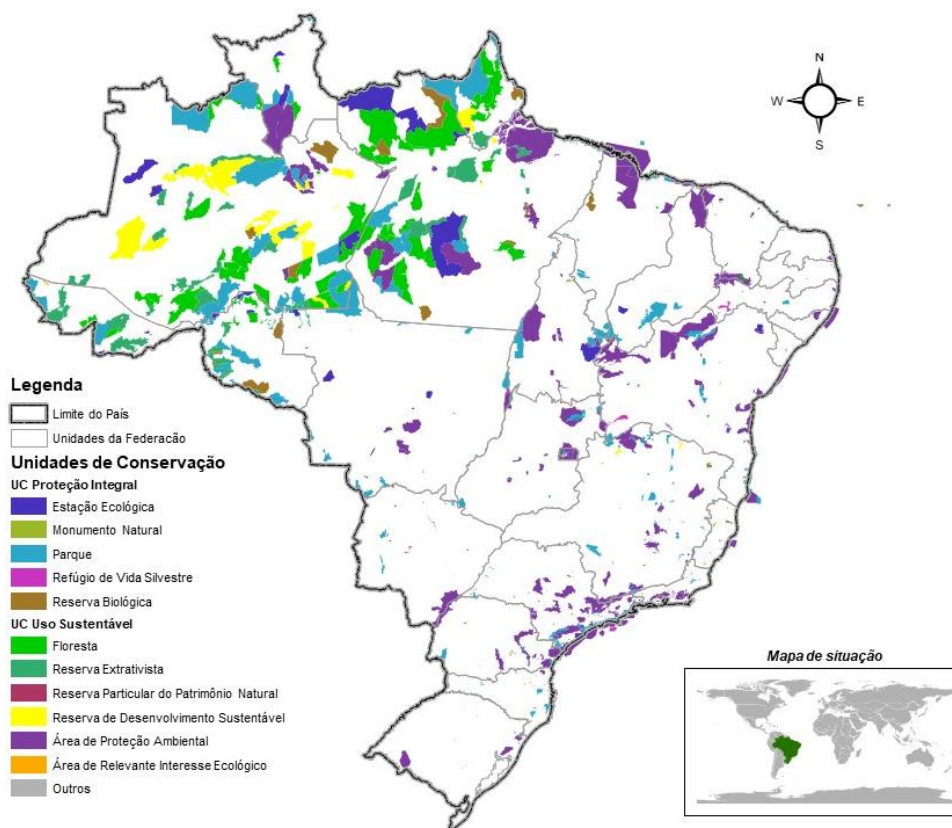 N
W E
S
Legenda
Limite do País
Unidades da Federacão
Unidades de Conservação
UC Proteção Integral
Estação Ecológica
Monumento Natural
Parque
Refúgio de Vida Silvestre
Reserva Biológica
UC Uso Sustentável
Floresta
Reserva Extrativista
Reserva Particular do Patrimônio Natural
Reserva de Desenvolvimento Sustentável
Área de Proteção Ambiental
Área de Relevante Interesse Ecológico
Outros
Mapa de situação